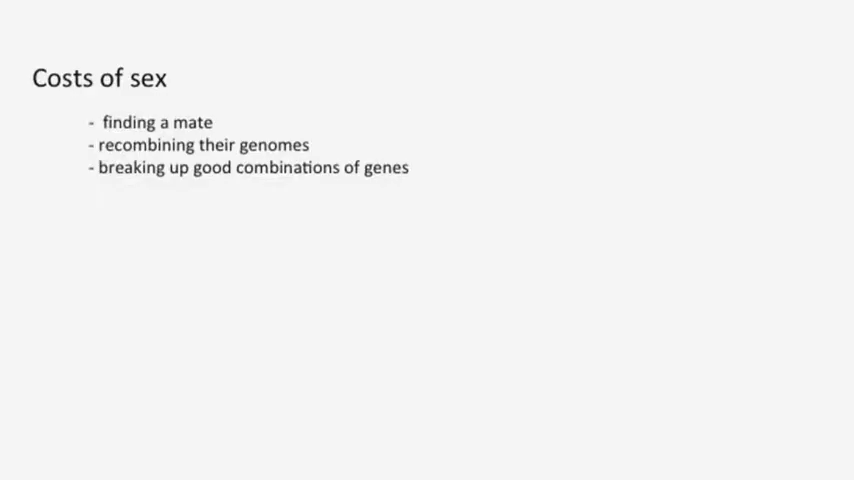 Costs of sex
- finding a mate
- recombining their genomes
- breaking up good combinations of genes